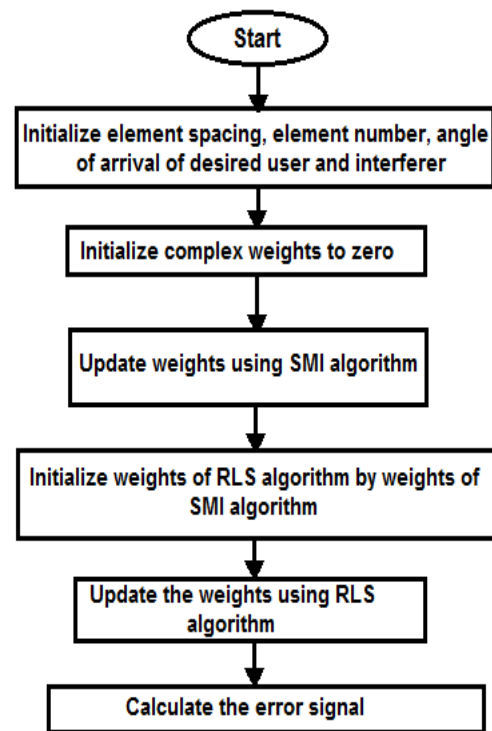 Start
Initialize element spacing, element number, angle
of arrival of desired user and interferer
Initialize complex weights to zero
Update weights using SMI algorithm
Initialize weights of RLS algorithm by weights of
SMI algorithm
Update the weights using RLS
algorithm
Calculate the error signal